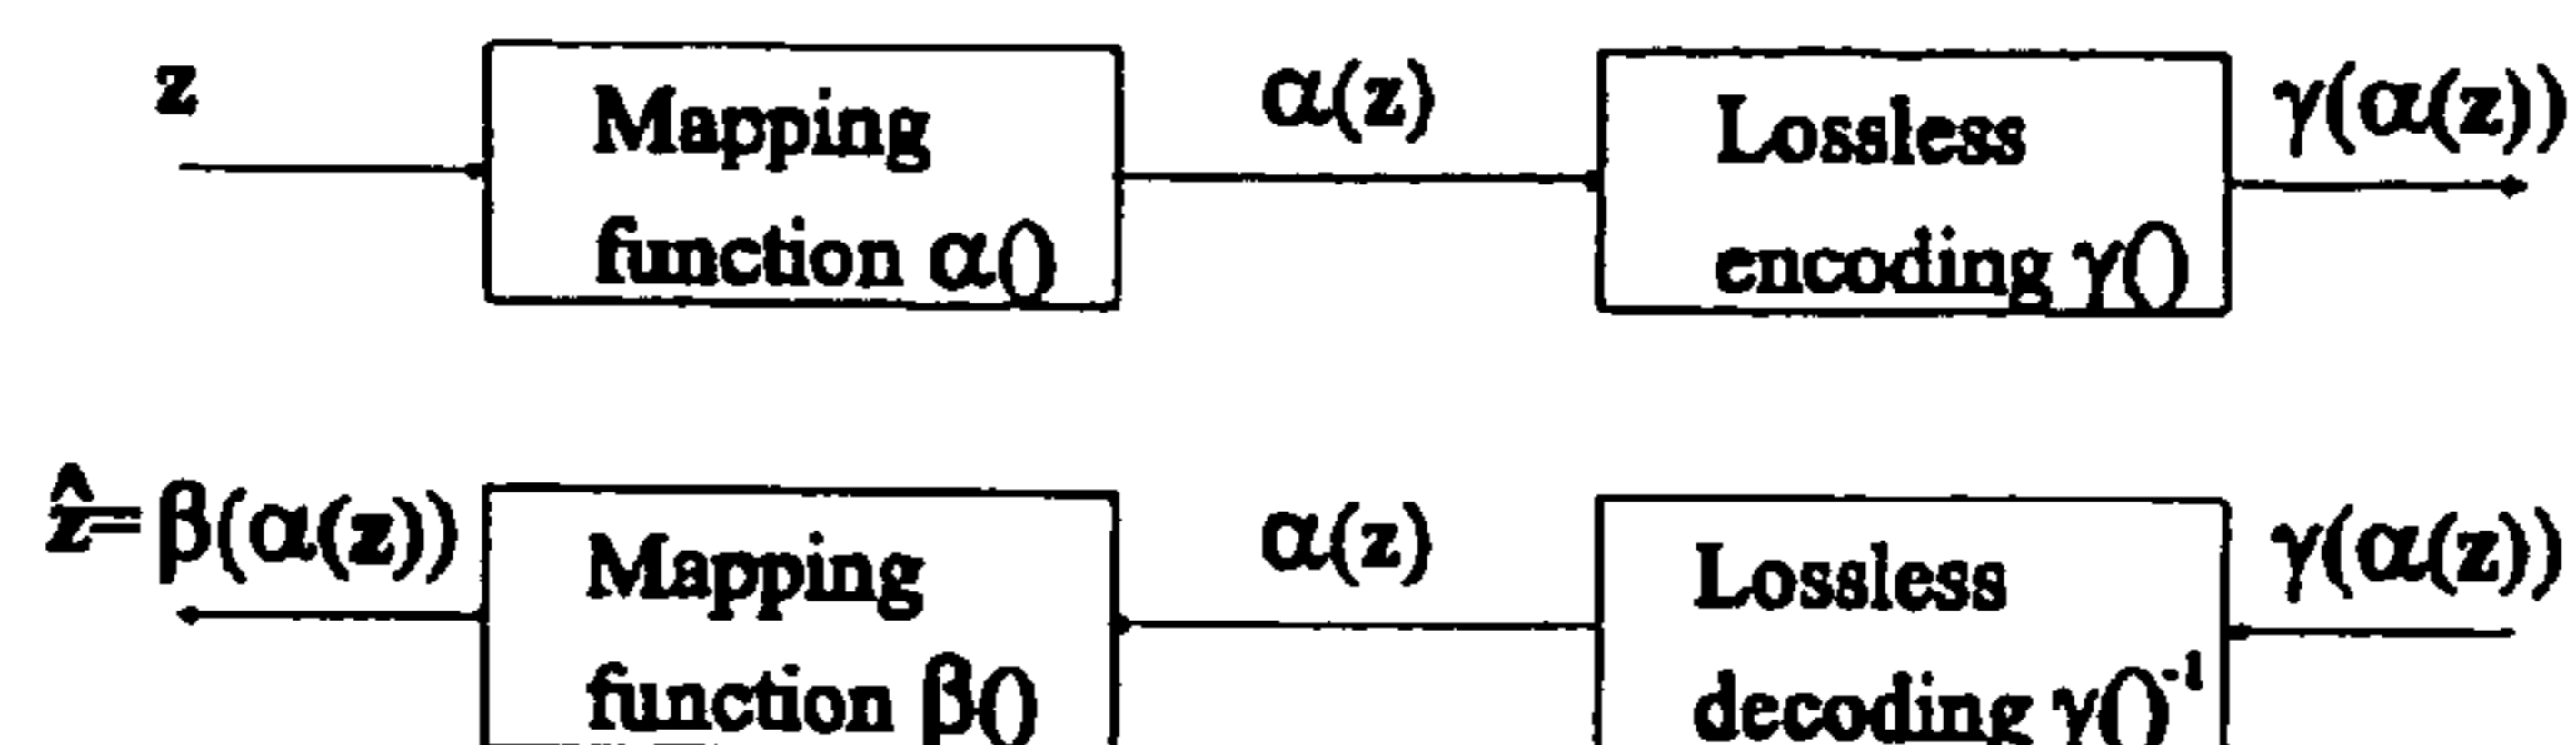 z
Mapping
function α()
α(z)
Lossless
encoding γ()
γ(α(z))
ẑ= β(α(z))
Mapping
function β()
α(z)
Lossless
decoding γ()⁻¹
γ(α(z))